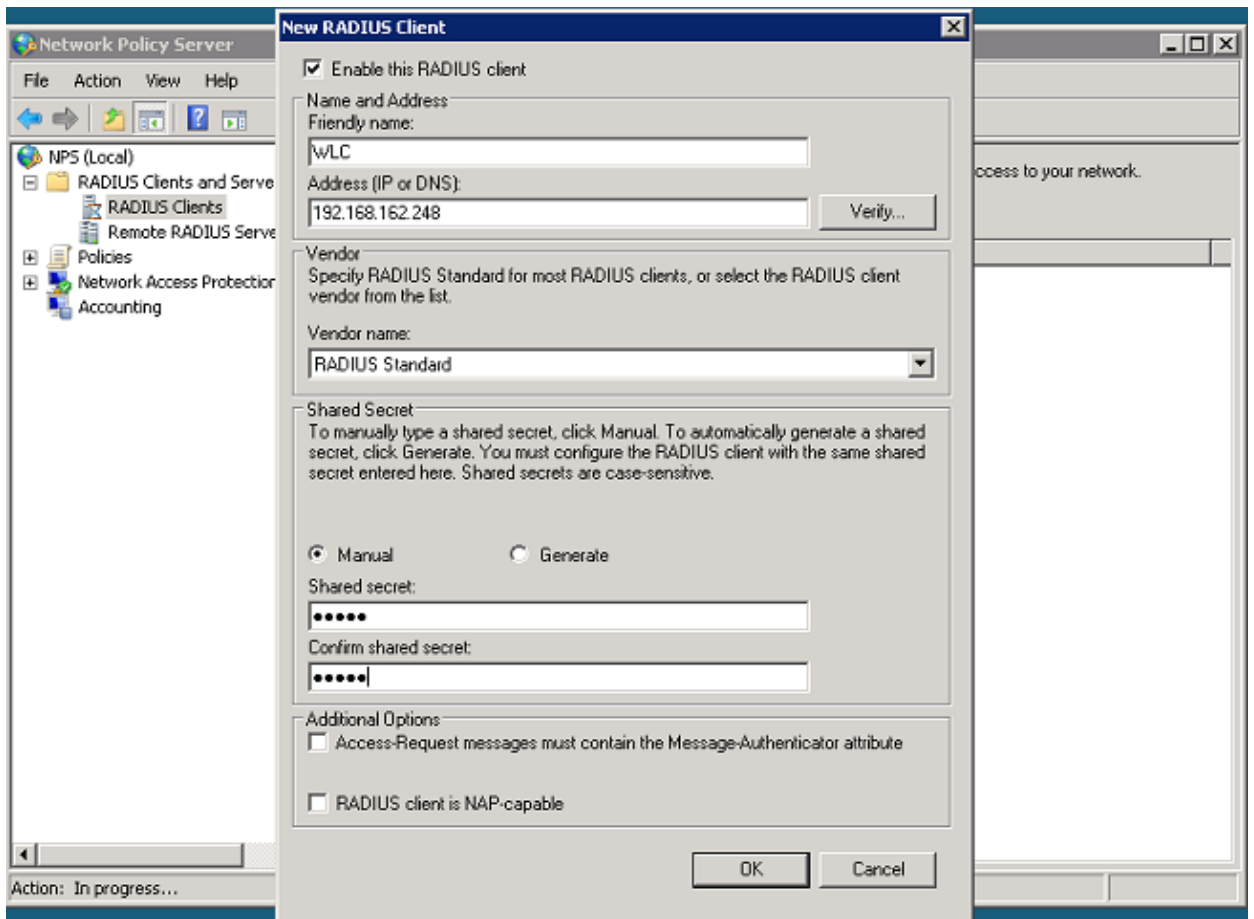 Network Policy Server
File Action View Help
NPS (Local)
RADIUS Clients and Serve
RADIUS Clients
Remote RADIUS Serve
Policies
Network Access Protection
Accounting
Action: In progress...
New RADIUS Client
Enable this RADIUS client
Name and Address
Friendly name:
WLC
Address (IP or DNS):
192.168.162.248
Verify...
Vendor
Specify RADIUS Standard for most RADIUS clients, or select the RADIUS client
vendor from the list.
Vendor name:
RADIUS Standard
Shared Secret
To manually type a shared secret, click Manual. To automatically generate a shared
secret, click Generate. You must configure the RADIUS client with the same shared
secret entered here. Shared secrets are case-sensitive.
Manual Generate
Shared secret:
•••••
Confirm shared secret:
•••••
Additional Options
Access-Request messages must contain the Message-Authenticator attribute
RADIUS client is NAP-capable
OK Cancel
ccess to your network.